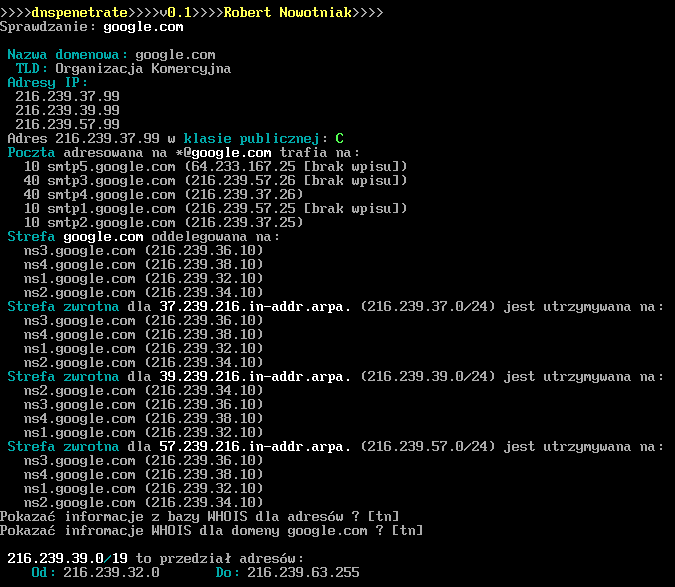 >>>>dnspenetrate>>>>v0.1>>>>Robert Nowotniak>>>>
Sprawdzanie: google.com
Nazwa domenowa: google.com
TLD: Organizacja Komercyjna
Adresy IP:
216.239.37.99
216.239.39.99
216.239.57.99
Adres 216.239.37.99 w klasie publicznej: C
Poczta adresowana na *@google.com trafia na:
10 smtp5.google.com (64.233.167.25 [brak wpisu])
40 smtp3.google.com (216.239.57.26 [brak wpisu])
40 smtp4.google.com (216.239.37.26)
10 smtp1.google.com (216.239.57.25 [brak wpisu])
10 smtp2.google.com (216.239.37.25)
Strefa google.com oddelegowana na:
ns3.google.com (216.239.36.10)
ns4.google.com (216.239.38.10)
ns1.google.com (216.239.32.10)
ns2.google.com (216.239.34.10)
Strefa zwrotna dla 37.239.216.in-addr.arpa. (216.239.37.0/24) jest utrzymywana na:
ns3.google.com (216.239.36.10)
ns4.google.com (216.239.38.10)
ns1.google.com (216.239.32.10)
ns2.google.com (216.239.34.10)
Strefa zwrotna dla 39.239.216.in-addr.arpa. (216.239.39.0/24) jest utrzymywana na:
ns2.google.com (216.239.34.10)
ns3.google.com (216.239.36.10)
ns4.google.com (216.239.38.10)
ns1.google.com (216.239.32.10)
Strefa zwrotna dla 57.239.216.in-addr.arpa. (216.239.57.0/24) jest utrzymywana na:
ns3.google.com (216.239.36.10)
ns4.google.com (216.239.38.10)
ns1.google.com (216.239.32.10)
ns2.google.com (216.239.34.10)
Pokazać informacje z bazy WHOIS dla adresów ? [tn]
Pokazać infromacje WHOIS dla domeny google.com ? [tn]
216.239.39.0/19 to przedział adresów:
Od: 216.239.32.0 Do: 216.239.63.255